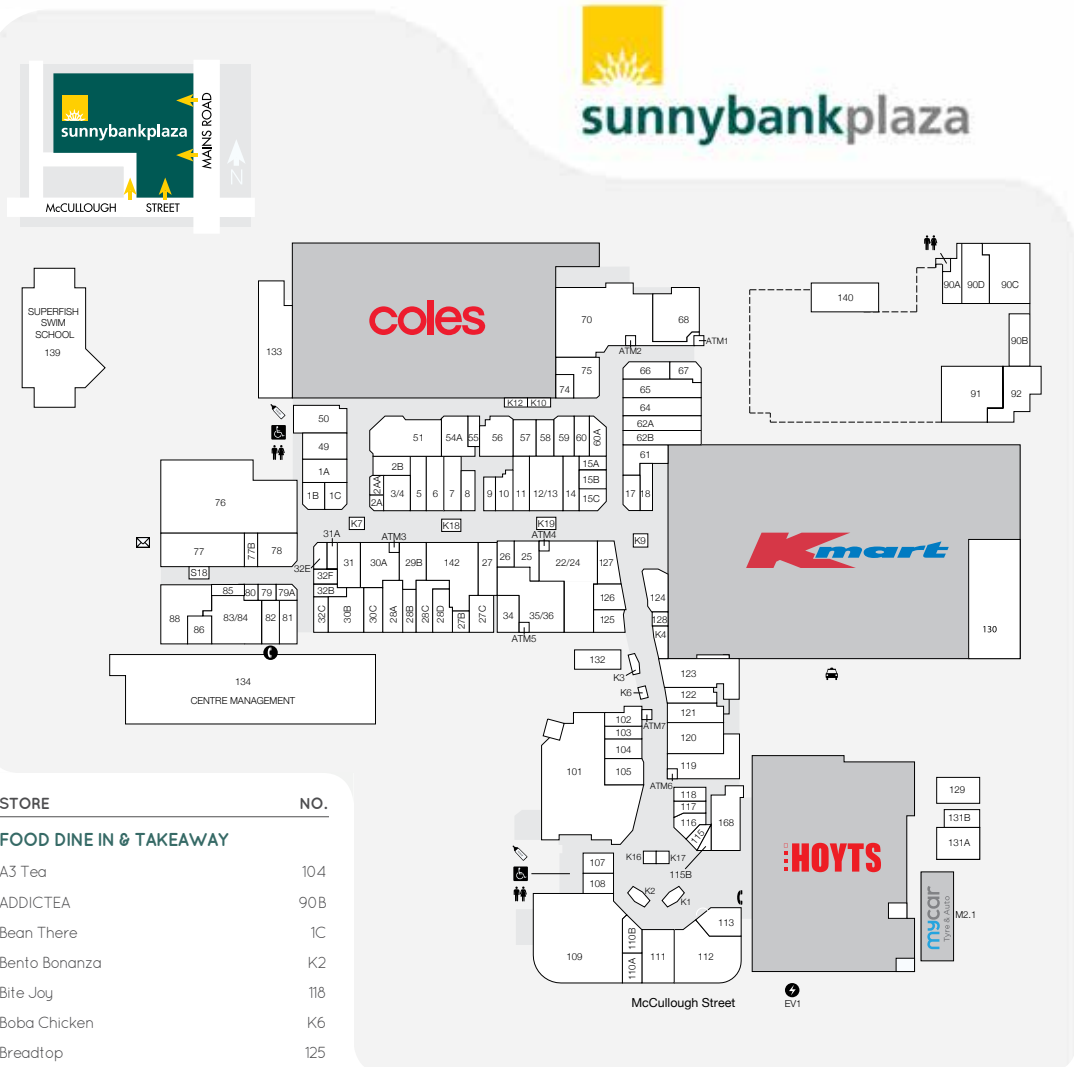 sunnybankplaza
sunnybankplaza
MAINS ROAD
N
McCULLOUGH STREET
SUPERFISH
SWIM
SCHOOL
139
133
coles
70
68
ATM2
ATM1
75
74
K12 K10
140
90A 90D 90C
90B
91
92
66 67
65
64
62A
62B
61
17 18
50
49
1A
1B 1C
51
54A
55
56
57
58
59
60
60A
2B
2AA
2A
3/4
5
6
7
8
9
10
11
12/13
14
15A
15B
15C
76
77
77B
78
S18
K7
K18
K19
K9
31A
ATM3
ATM4
32E
32F
32B
32C
31
30A
29B
142
27
26
25
22/24
127
30B
30C
28A
28B
28C
28D
27B
27C
34
35/36
126
125
ATM5
124
128
K4
Kmart
130
85
80
79
79A
88
86
83/84
82
81
134
CENTRE MANAGEMENT
132
K3
K6
123
122
121
120
119
ATM7
ATM6
102
103
104
105
101
118
117
116
115
168
115B
K16
K17
107
108
K2
K1
113
109
110B
110A
111
112
HOYTS
129
131B
131A
mycar
Tyre & Auto
M2.1
McCullough Street
EV1
STORE NO.
FOOD DINE IN & TAKEAWAY
A3 Tea 104
ADDICTEA 90B
Bean There 1C
Bento Bonanza K2
Bite Joy 118
Boba Chicken K6
Breadtop 125